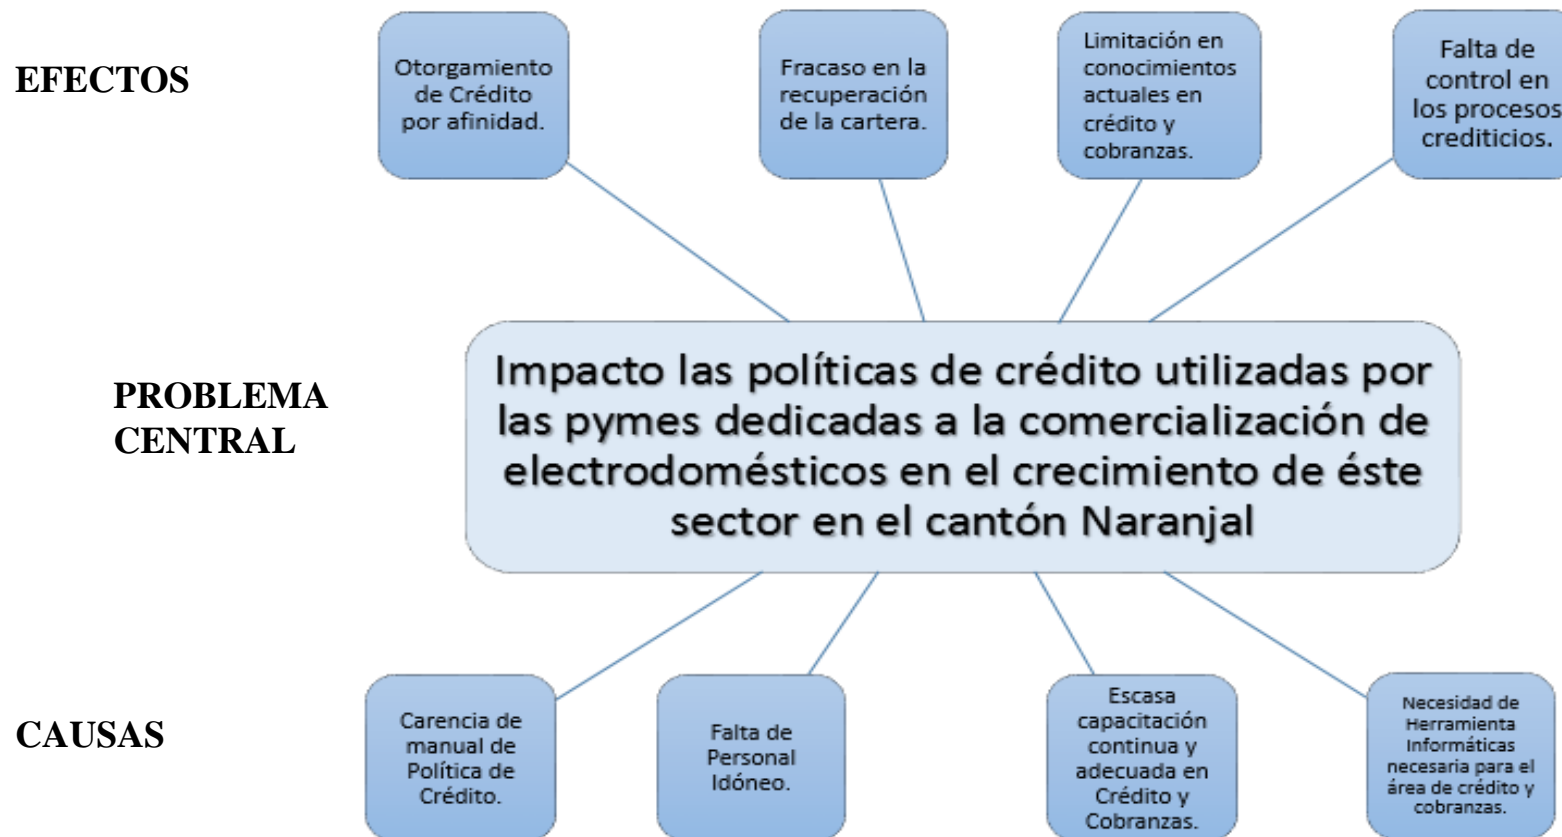 EFECTOS
Otorgamiento
de Crédito
por afinidad.
Fracaso en la
recuperación
de la cartera.
Limitación en
conocimientos
actuales en
crédito y
cobranzas.
Falta de
control en
los procesos
crediticios.
PROBLEMA
CENTRAL
Impacto las políticas de crédito utilizadas por
las pymes dedicadas a la comercialización de
electrodomésticos en el crecimiento de éste
sector en el cantón Naranjal
CAUSAS
Carencia de
manual de
Política de
Crédito.
Falta de
Personal
Idóneo.
Escasa
capacitación
continua y
adecuada en
Crédito y
Cobranzas.
Necesidad de
Herramienta
Informáticas
necesaria para el
área de crédito y
cobranzas.